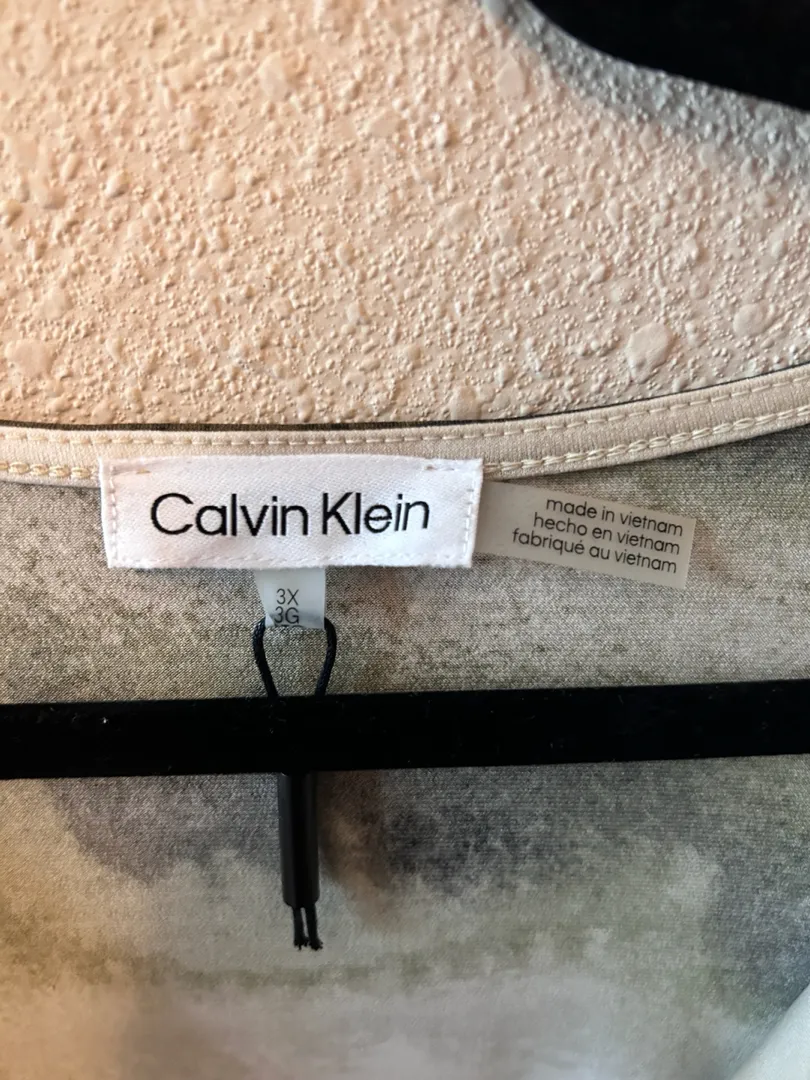 Calvin Klein
made in vietnam
hecho en vietnam
fabriqué au vietnam
3X
3G